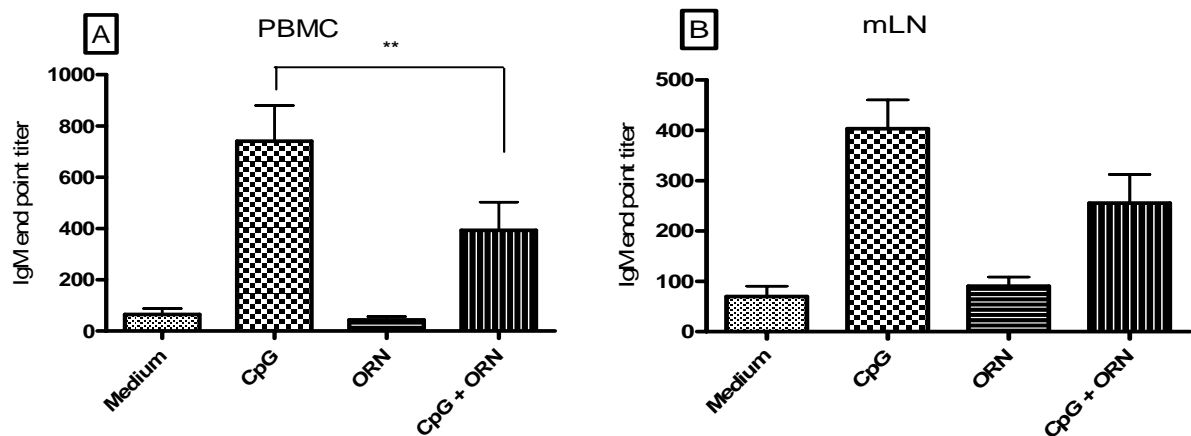 A
PBMC
**
IgM end point titer
1000
800
600
400
200
0
Medium
CpG
ORN
CpG + ORN
B
mLN
IgM end point titer
500
400
300
200
100
0
Medium
CpG
ORN
CpG + ORN